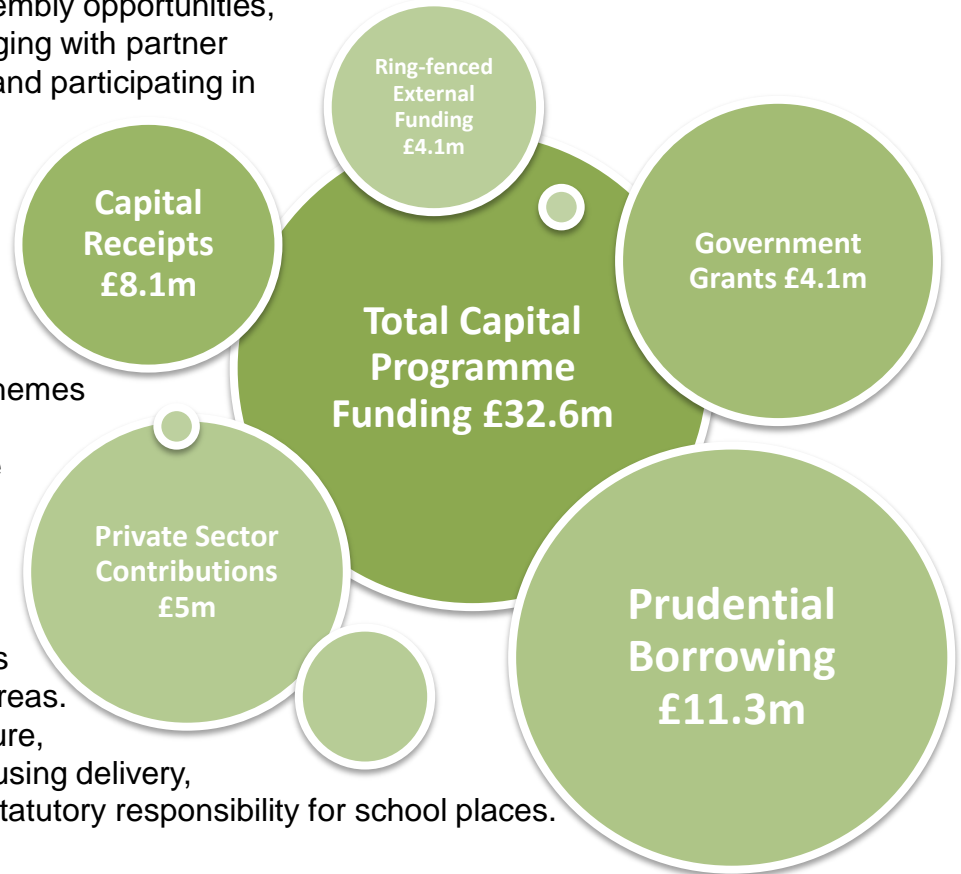 embly opportunities,
ging with partner
and participating in
Ring-fenced
External
Funding
£4.1m
Capital
Receipts
£8.1m
Government
Grants £4.1m
Total Capital
Programme
Funding £32.6m
hemes
Private Sector
Contributions
£5m
Prudential
Borrowing
£11.3m
s
reas.
ure,
using delivery,
statutory responsibility for school places.